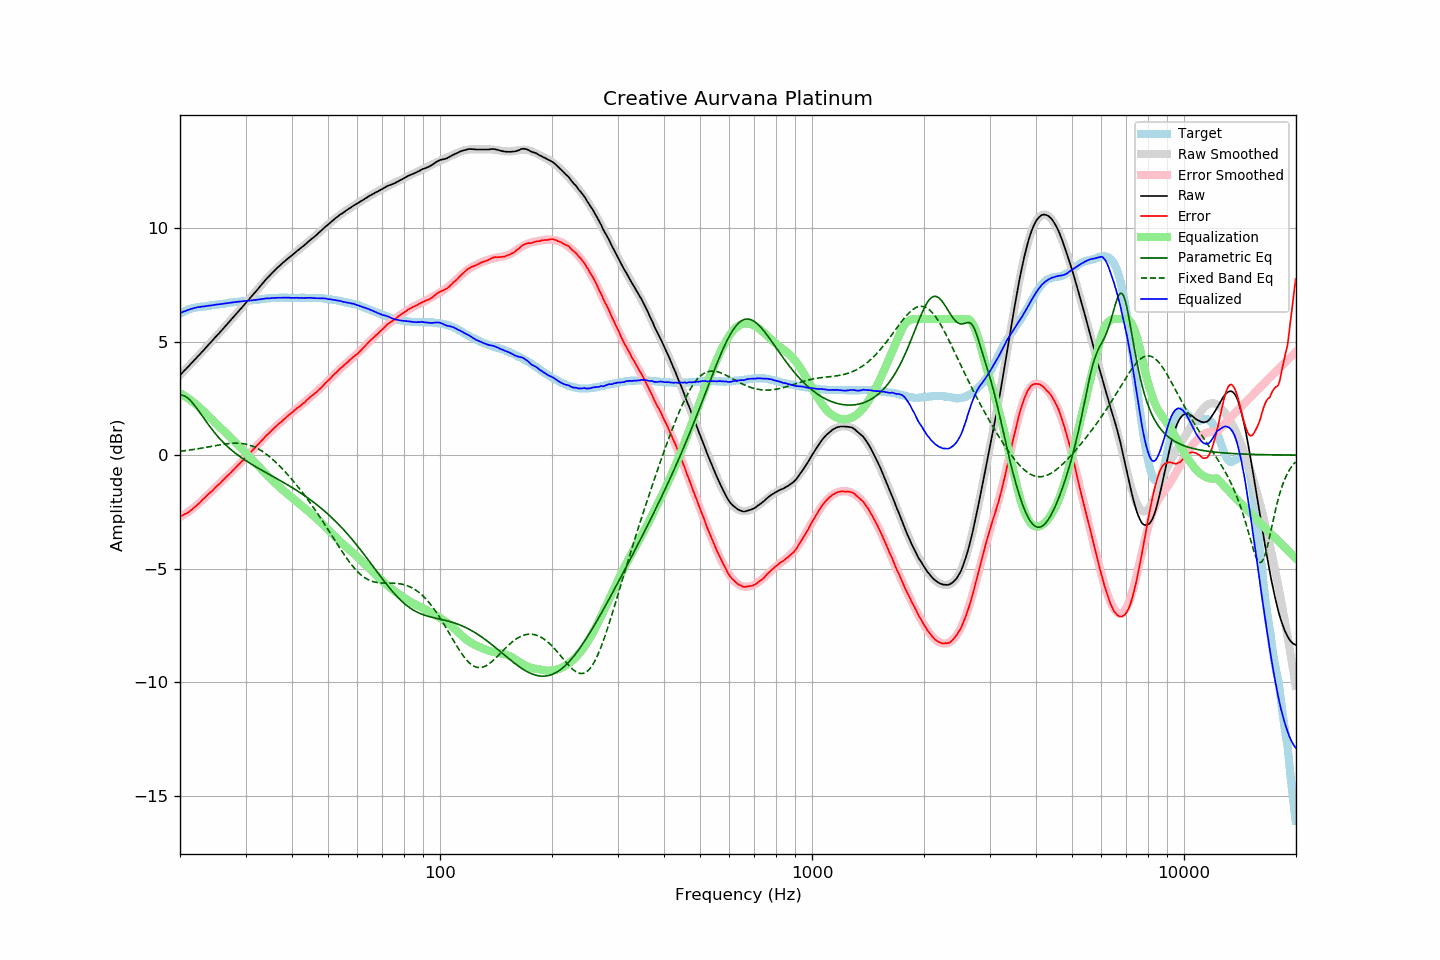 Creative Aurvana Platinum
Target
Raw Smoothed
Error Smoothed
Raw
Error
Equalization
Parametric Eq
Fixed Band Eq
Equalized
10
5
0
−5
−10
−15
Amplitude (dBr)
100
1000
10000
Frequency (Hz)